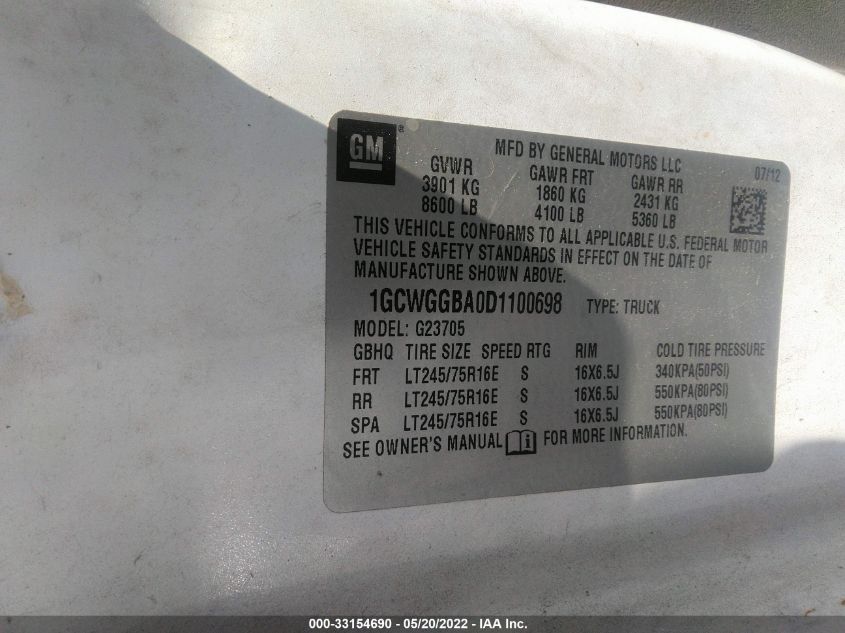 GM ®
MFD BY GENERAL MOTORS LLC
07/12
GVWR GAWR FRT GAWR RR
3901 KG 1860 KG 2431 KG
8600 LB 4100 LB 5360 LB
THIS VEHICLE CONFORMS TO ALL APPLICABLE U.S. FEDERAL MOTOR
VEHICLE SAFETY STANDARDS IN EFFECT ON THE DATE OF
MANUFACTURE SHOWN ABOVE.
1GCWGGBA0D1100698 TYPE: TRUCK
MODEL: G23705
GBHQ TIRE SIZE SPEED RTG RIM COLD TIRE PRESSURE
FRT LT245/75R16E S 16X6.5J 340KPA(50PSI)
RR LT245/75R16E S 16X6.5J 550KPA(80PSI)
SPA LT245/75R16E S 16X6.5J 550KPA(80PSI)
SEE OWNER'S MANUAL i FOR MORE INFORMATION.
000-33154690 - 05/20/2022 - IAA Inc.